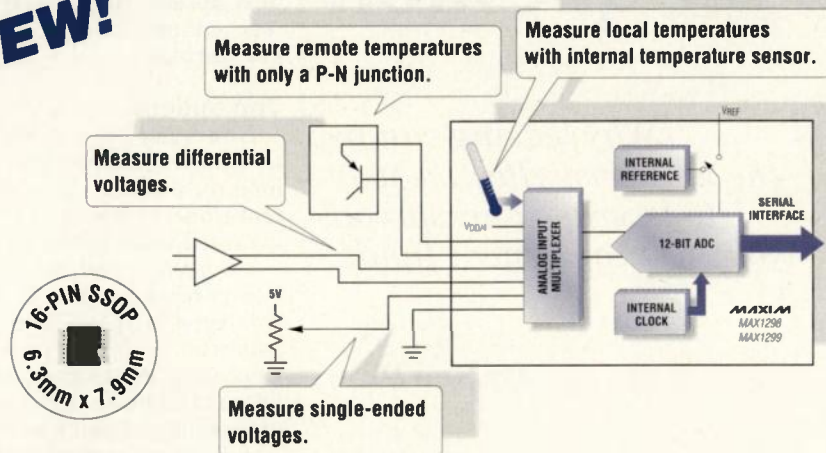 EW!
Measure remote temperatures
with only a P-N junction.
Measure local temperatures
with internal temperature sensor.
Measure differential
voltages.
VREF
INTERNAL
REFERENCE
SERIAL
INTERFACE
VDD/4
ANALOG INPUT
MULTIPLEXER
12-BIT ADC
INTERNAL
CLOCK
MAXIM
MAX1298
MAX1299
5V
16-PIN SSOP
6.3mm x 7.9mm
Measure single-ended
voltages.